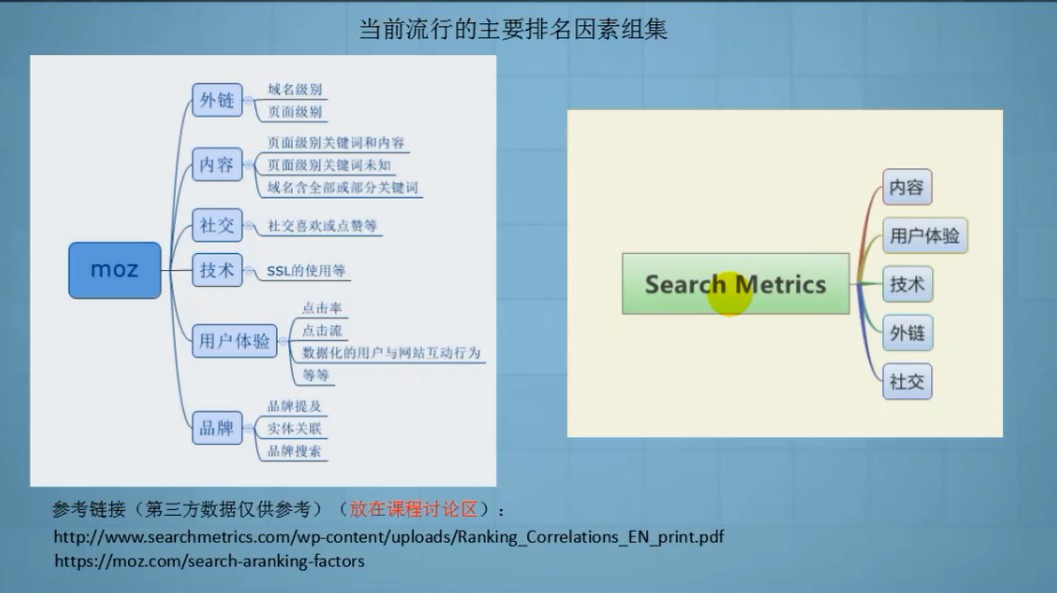 当前流行的主要排名因素组集
moz
外链
域名级别
页面级别
内容
页面级别关键词和内容
页面级别关键词未知
域名含全部或部分关键词
社交
社交喜欢或点赞等
技术
SSL的使用等
用户体验
点击率
点击流
数据化的用户与网站互动行为
等等
品牌
品牌提及
实体关联
品牌搜索
Search Metrics
内容
用户体验
技术
外链
社交
参考链接（第三方数据仅供参考）（放在课程讨论区）：
http://www.searchmetrics.com/wp-content/uploads/Ranking_Correlations_EN_print.pdf
https://moz.com/search-aranking-factors